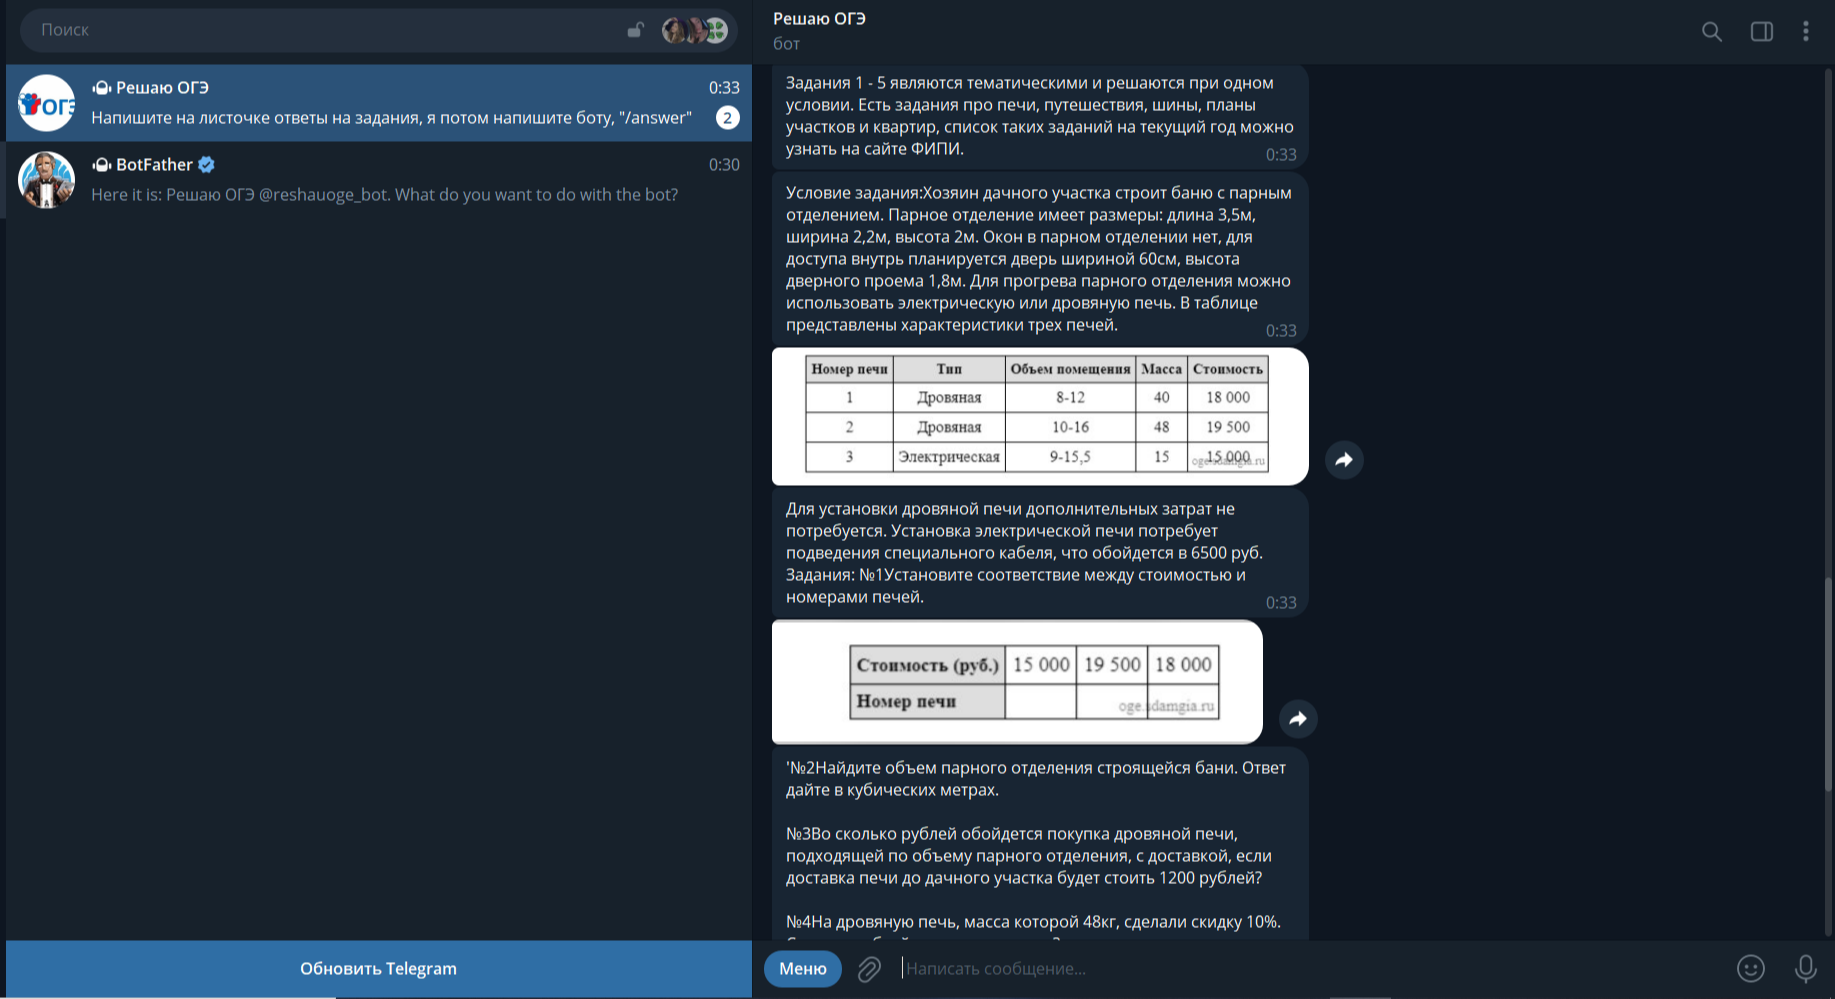 Поиск
Решаю ОГЭ
0:33
Напишите на листочке ответы на задания, я потом напишите боту, "/answer"
2
BotFather
0:30
Here it is: Решаю ОГЭ @reshauoge_bot. What do you want to do with the bot?
Обновить Telegram
Решаю ОГЭ
бот
Задания 1 - 5 являются тематическими и решаются при одном
условии. Есть задания про печи, путешествия, шины, планы
участков и квартир, список таких заданий на текущий год можно
узнать на сайте ФИПИ.
0:33
Условие задания:Хозяин дачного участка строит баню с парным
отделением. Парное отделение имеет размеры: длина 3,5м,
ширина 2,2м, высота 2м. Окон в парном отделении нет, для
доступа внутрь планируется дверь шириной 60см, высота
дверного проема 1,8м. Для прогрева парного отделения можно
использовать электрическую или дровяную печь. В таблице
представлены характеристики трех печей.
0:33
Номер печи Тип Объем помещения Масса Стоимость
1 Дровяная 8-12 40 18 000
2 Дровяная 10-16 48 19 500
3 Электрическая 9-15,5 15 15 000
oge.sdamgia.ru
Для установки дровяной печи дополнительных затрат не
потребуется. Установка электрической печи потребует
подведения специального кабеля, что обойдется в 6500 руб.
Задания: №1Установите соответствие между стоимостью и
номерами печей.
0:33
Стоимость (руб.) 15 000 19 500 18 000
Номер печи
oge.sdamgia.ru
'№2Найдите объем парного отделения строящейся бани. Ответ
дайте в кубических метрах.
№3Во сколько рублей обойдется покупка дровяной печи,
подходящей по объему парного отделения, с доставкой, если
доставка печи до дачного участка будет стоить 1200 рублей?
№4На дровяную печь, масса которой 48кг, сделали скидку 10%.
Меню
Написать сообщение...